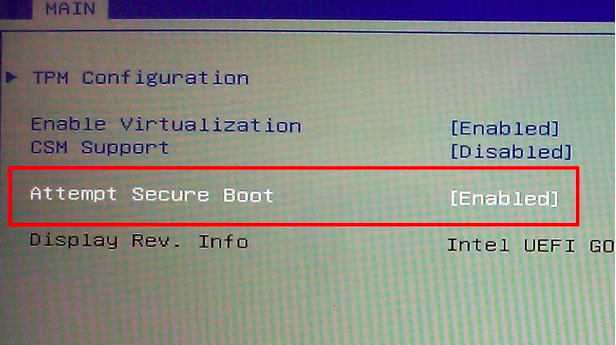 MAIN
TPM Configuration
Enable Virtualization [Enabled]
CSM Support [Disabled]
Attempt Secure Boot [Enabled]
Display Rev. Info Intel UEFI GO